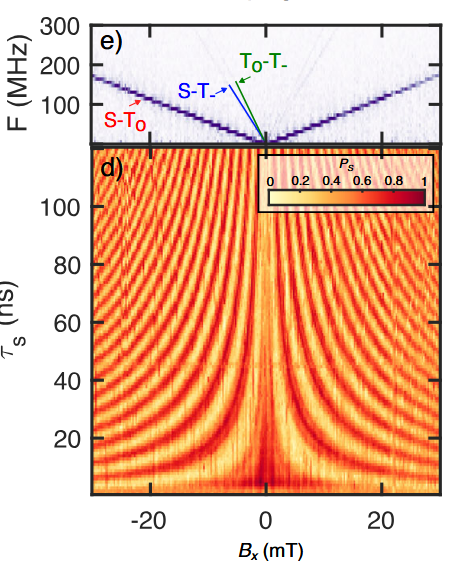 300
200
100
F (MHz)
e)
T₀-T₋
S-T₋
S-T₀
d)
Pₛ
0 0.2 0.4 0.6 0.8 1
100
80
60
40
20
τₛ (ns)
-20 0 20
Bₓ (mT)